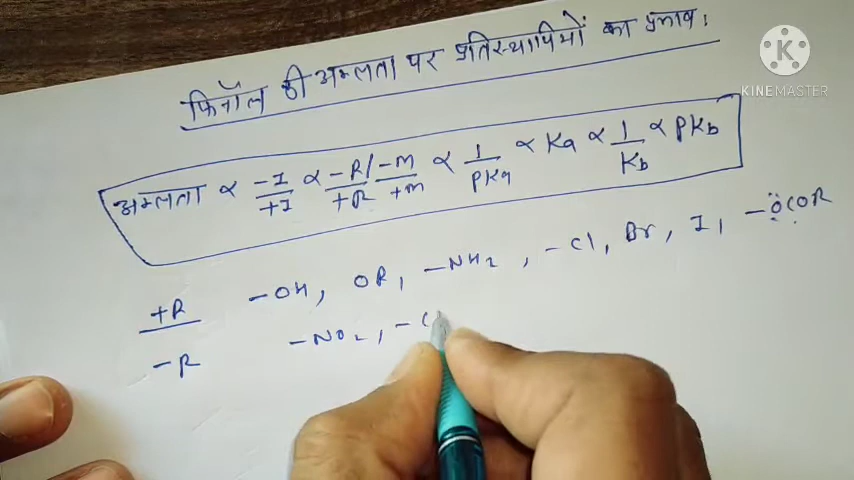 फिनॉल की अम्लता पर प्रतिस्थापियों का प्रभाव।
KINEMASTER
अम्लता ∝ -I/+I ∝ -R/+R / -M/+m ∝ 1/PKa ∝ Ka ∝ 1/Kb ∝ PKb
+R -OH, OR, -NH2, -Cl, Br, I, -OCOR
-R -NO2, -C